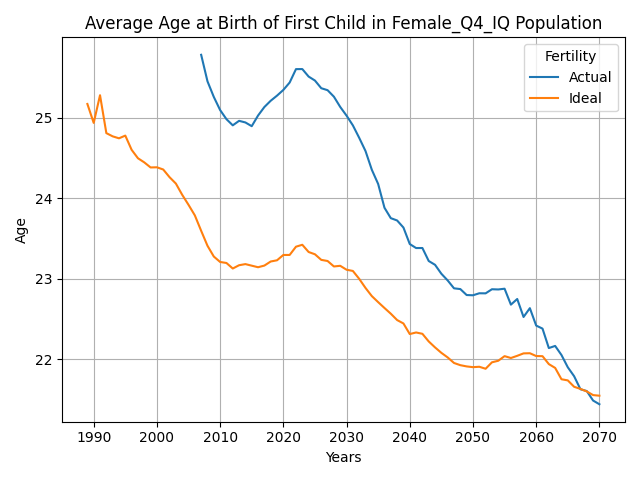 Average Age at Birth of First Child in Female_Q4_IQ Population
Fertility
Actual
Ideal
Age
25
24
23
22
1990 2000 2010 2020 2030 2040 2050 2060 2070
Years